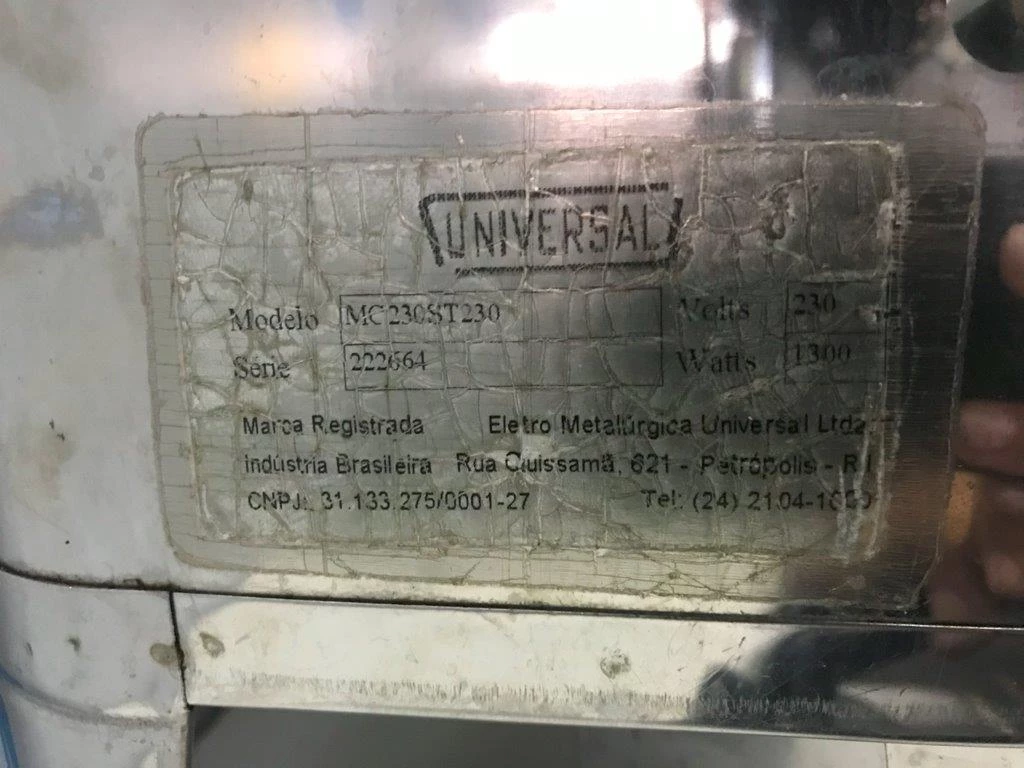 UNIVERSAL
Modelo MC230ST230 Volts 230
Série 222664 Watts 1300
Marca Registrada Eletro Metalúrgica Universal Ltda.
Indústria Brasileira Rua Quissamã, 621 - Petrópolis - RJ
CNPJ: 31.133.275/0001-27 Tel: (24)